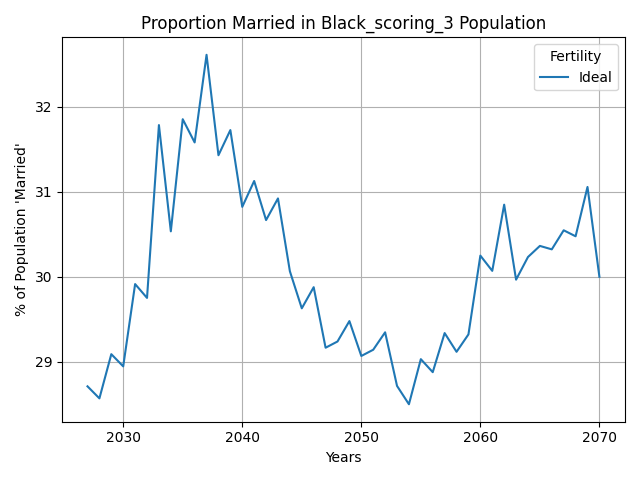 Proportion Married in Black_scoring_3 Population
Fertility
Ideal
% of Population 'Married'
32
31
30
29
2030
2040
2050
2060
2070
Years